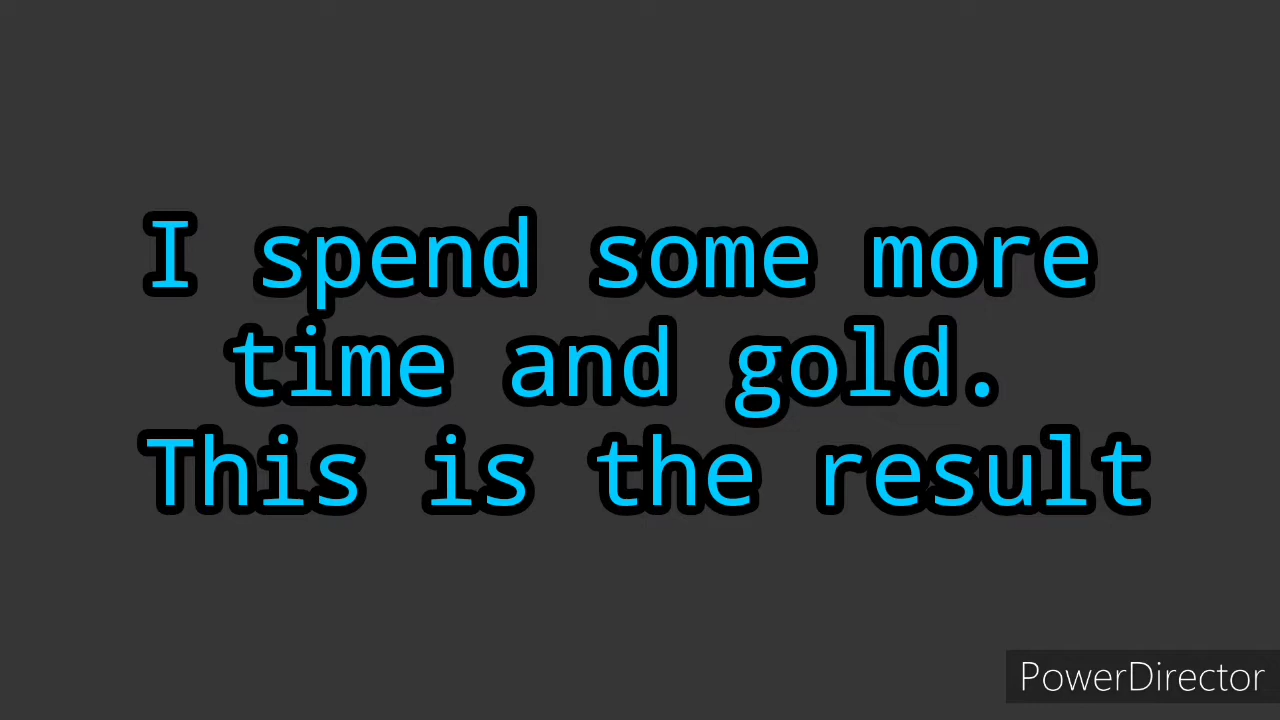 I spend some more
time and gold.
This is the result
PowerDirector